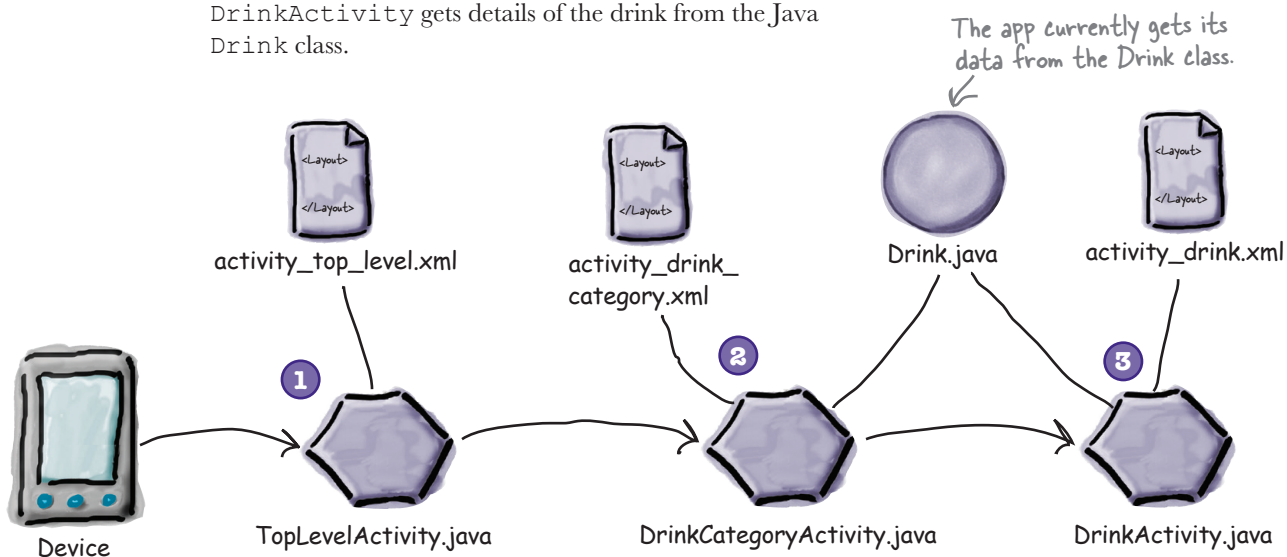 DrinkActivity gets details of the drink from the Java
Drink class.
The app currently gets its
data from the Drink class.
<Layout>
</Layout>
activity_top_level.xml
<Layout>
</Layout>
activity_drink_
category.xml
Drink.java
<Layout>
</Layout>
activity_drink.xml
1
2
3
Device
TopLevelActivity.java
DrinkCategoryActivity.java
DrinkActivity.java